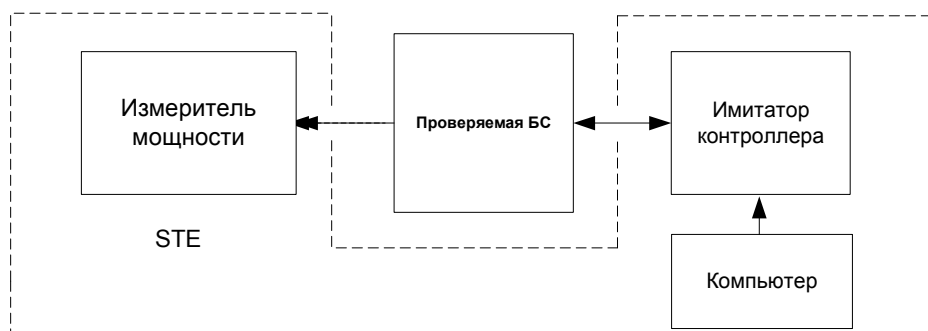 Измеритель
мощности
Проверяемая БС
Имитатор
контроллера
STE
Компьютер